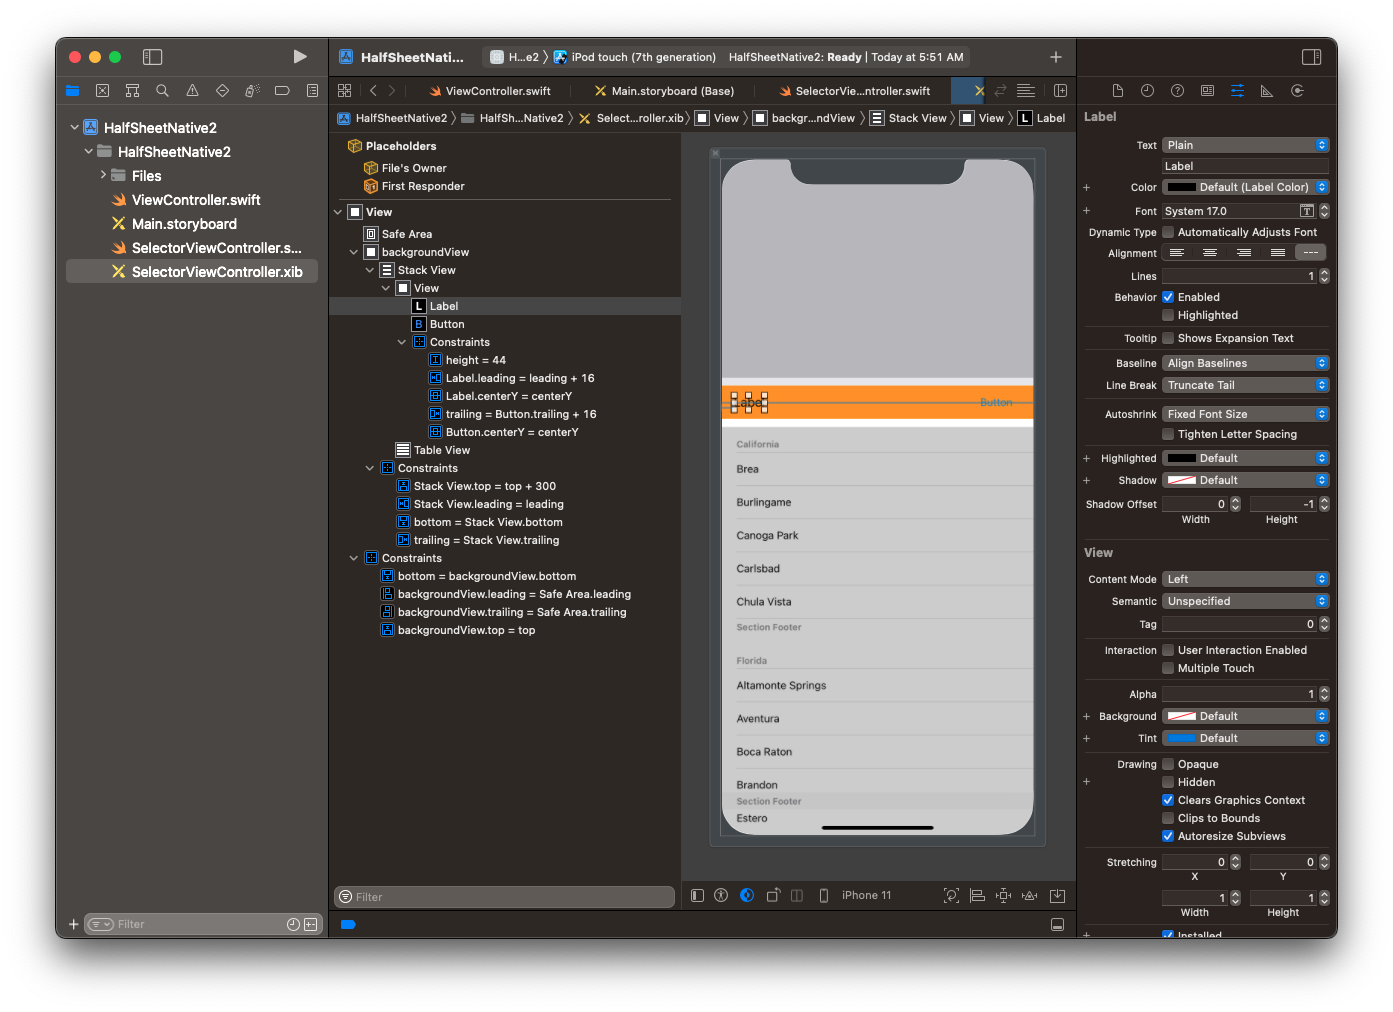 HalfSheetNati...
H...e2 〉 iPod touch (7th generation)
HalfSheetNative2: Ready | Today at 5:51 AM
ViewController.swift
Main.storyboard (Base)
SelectorVie...ntroller.swift
HalfSheetNative2 〉 HalfSh...Native2 〉 Select...roller.xib 〉 View 〉 backgr...ndView 〉 Stack View 〉 View 〉 L Label
HalfSheetNative2
HalfSheetNative2
Files
ViewController.swift
Main.storyboard
SelectorViewController.s...
SelectorViewController.xib
Filter
Placeholders
File's Owner
First Responder
View
Safe Area
backgroundView
Stack View
View
L Label
B Button
Constraints
height = 44
Label.leading = leading + 16
Label.centerY = centerY
trailing = Button.trailing + 16
Button.centerY = centerY
Table View
Constraints
Stack View.top = top + 300
Stack View.leading = leading
bottom = Stack View.bottom
trailing = Stack View.trailing
Constraints
bottom = backgroundView.bottom
backgroundView.leading = Safe Area.leading
backgroundView.trailing = Safe Area.trailing
backgroundView.top = top
Filter
Label
Button
California
Brea
Burlingame
Canoga Park
Carlsbad
Chula Vista
Section Footer
Florida
Altamonte Springs
Aventura
Boca Raton
Brandon
Section Footer
Estero
iPhone 11
Label
Text Plain
Label
+ Color Default (Label Color)
+ Font System 17.0 T
Dynamic Type Automatically Adjusts Font
Alignment
Lines 1
Behavior Enabled
Highlighted
Tooltip Shows Expansion Text
Baseline Align Baselines
Line Break Truncate Tail
Autoshrink Fixed Font Size
Tighten Letter Spacing
+ Highlighted Default
+ Shadow Default
Shadow Offset 0 -1
Width Height
View
Content Mode Left
Semantic Unspecified
Tag 0
Interaction User Interaction Enabled
Multiple Touch
Alpha 1
+ Background Default
+ Tint Default
Drawing Opaque
+ Hidden
Clears Graphics Context
Clips to Bounds
Autoresize Subviews
Stretching 0 0
X Y
1 1
Width Height
+ Installed